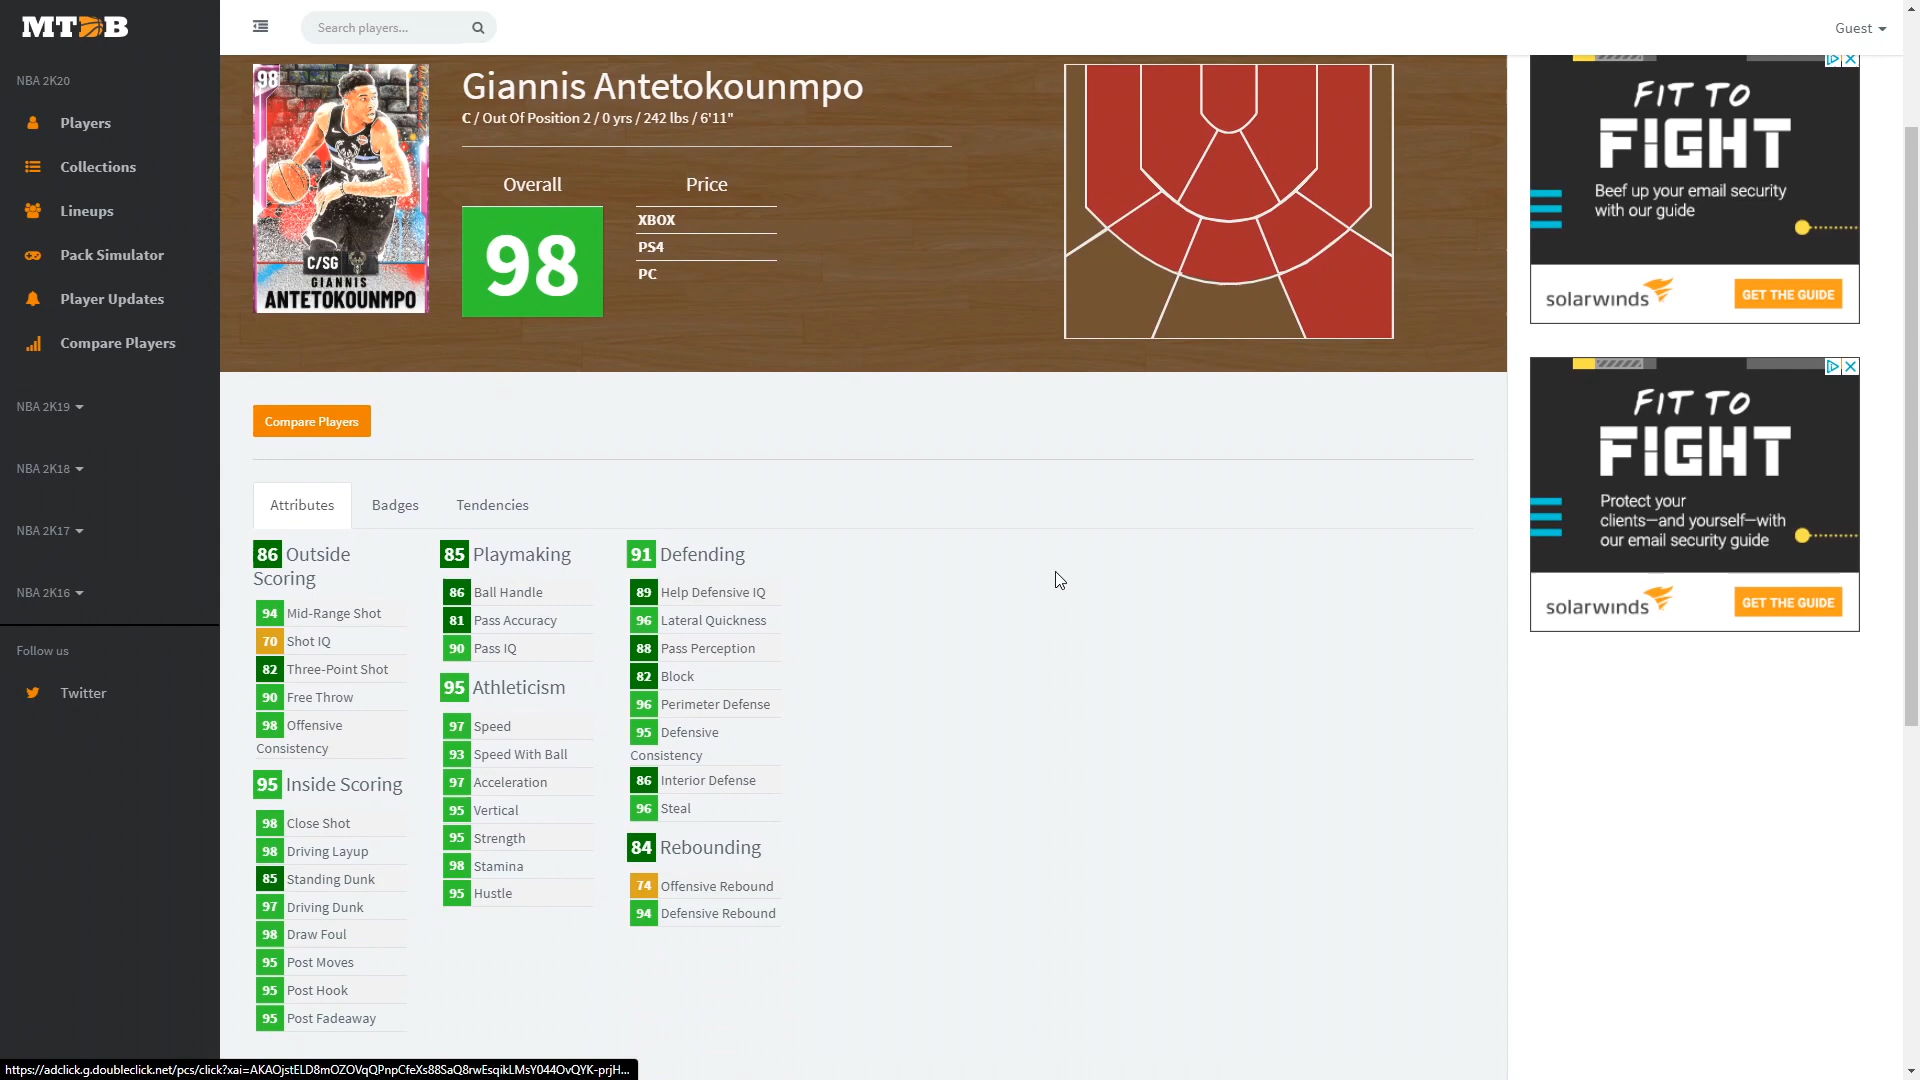 MTDB
Search players...
Guest
NBA 2K20
Players
Collections
Lineups
Pack Simulator
Player Updates
Compare Players
NBA 2K19
NBA 2K18
NBA 2K17
NBA 2K16
Follow us
Twitter
98
C/SG
GIANNIS
ANTETOKOUNMPO
Giannis Antetokounmpo
C / Out Of Position 2 / 0 yrs / 242 lbs / 6'11"
Overall
98
Price
XBOX
PS4
PC
Compare Players
Attributes
Badges
Tendencies
86 Outside
Scoring
94 Mid-Range Shot
70 Shot IQ
82 Three-Point Shot
90 Free Throw
98 Offensive
Consistency
95 Inside Scoring
98 Close Shot
98 Driving Layup
85 Standing Dunk
97 Driving Dunk
98 Draw Foul
95 Post Moves
95 Post Hook
95 Post Fadeaway
85 Playmaking
86 Ball Handle
81 Pass Accuracy
90 Pass IQ
95 Athleticism
97 Speed
93 Speed With Ball
97 Acceleration
95 Vertical
95 Strength
98 Stamina
95 Hustle
91 Defending
89 Help Defensive IQ
96 Lateral Quickness
88 Pass Perception
82 Block
96 Perimeter Defense
95 Defensive
Consistency
86 Interior Defense
96 Steal
84 Rebounding
74 Offensive Rebound
94 Defensive Rebound
FIT TO
FIGHT
Beef up your email security
with our guide
solarwinds
GET THE GUIDE
FIT TO
FIGHT
Protect your
clients—and yourself—with
our email security guide
solarwinds
GET THE GUIDE
https://adclick.g.doubleclick.net/pcs/click?xai=AKAOjstELD8mOZOVqQPnpCfeXs88SaQ8rwEsqikLMsY044OvQYK-prjH...